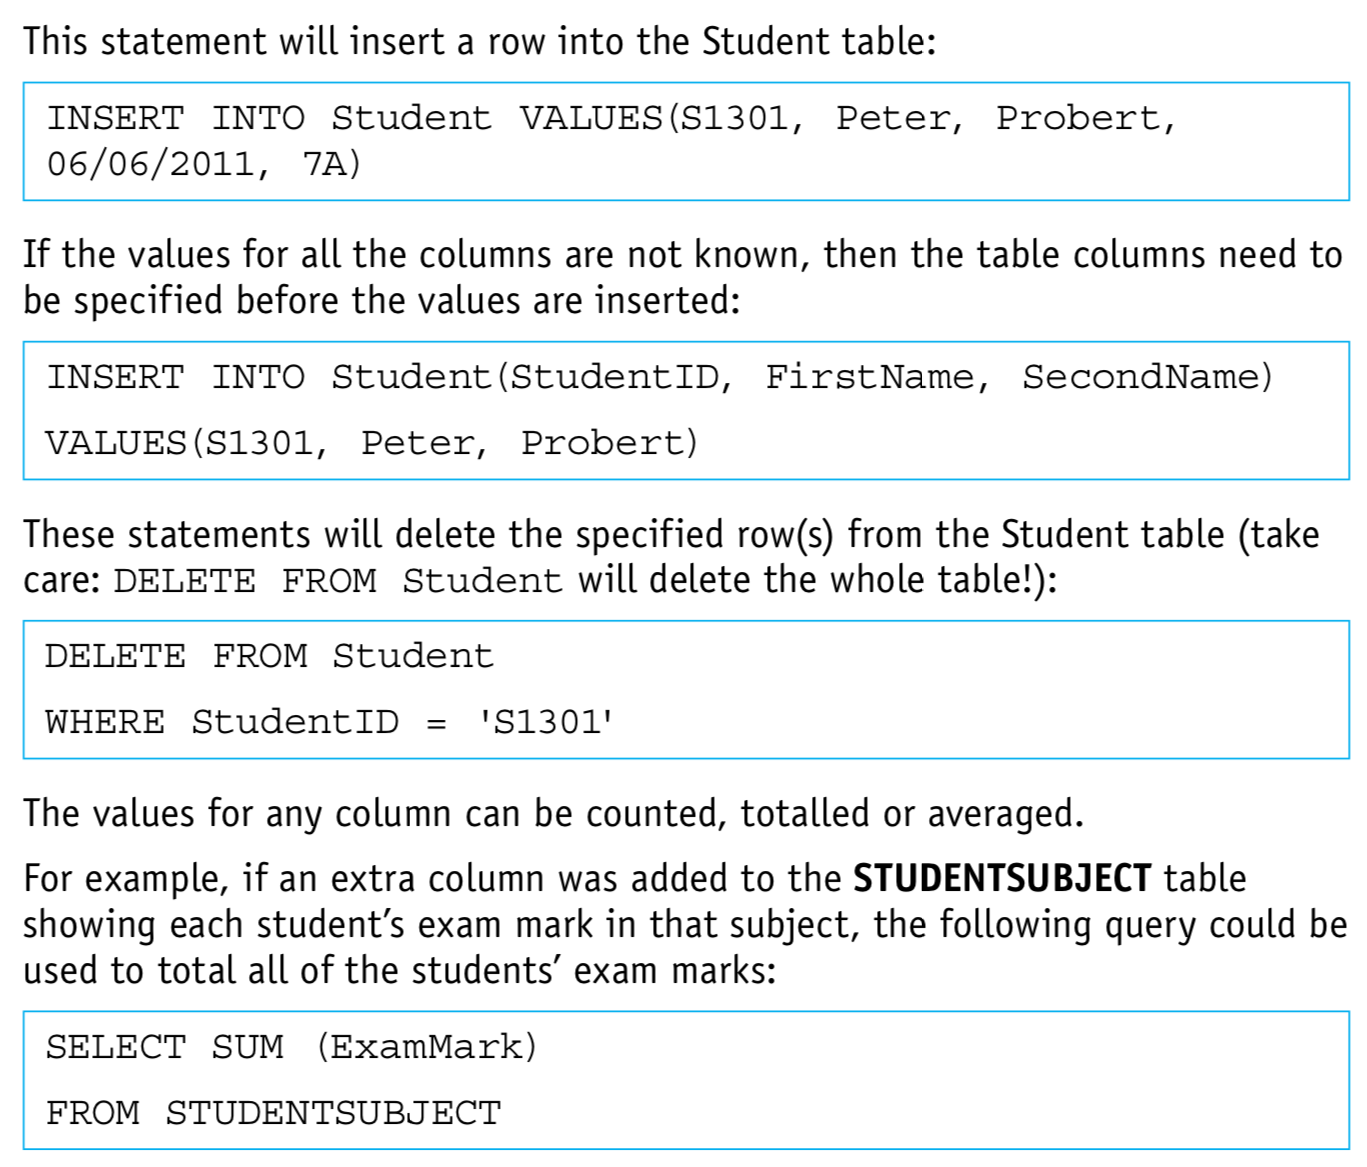 This statement will insert a row into the Student table:
INSERT INTO Student VALUES(S1301, Peter, Probert,
06/06/2011, 7A)
If the values for all the columns are not known, then the table columns need to
be specified before the values are inserted:
INSERT INTO Student(StudentID, FirstName, SecondName)
VALUES(S1301, Peter, Probert)
These statements will delete the specified row(s) from the Student table (take
care: DELETE FROM Student will delete the whole table!):
DELETE FROM Student
WHERE StudentID = 'S1301'
The values for any column can be counted, totalled or averaged.
For example, if an extra column was added to the STUDENTSUBJECT table
showing each student's exam mark in that subject, the following query could be
used to total all of the students' exam marks:
SELECT SUM (ExamMark)
FROM STUDENTSUBJECT